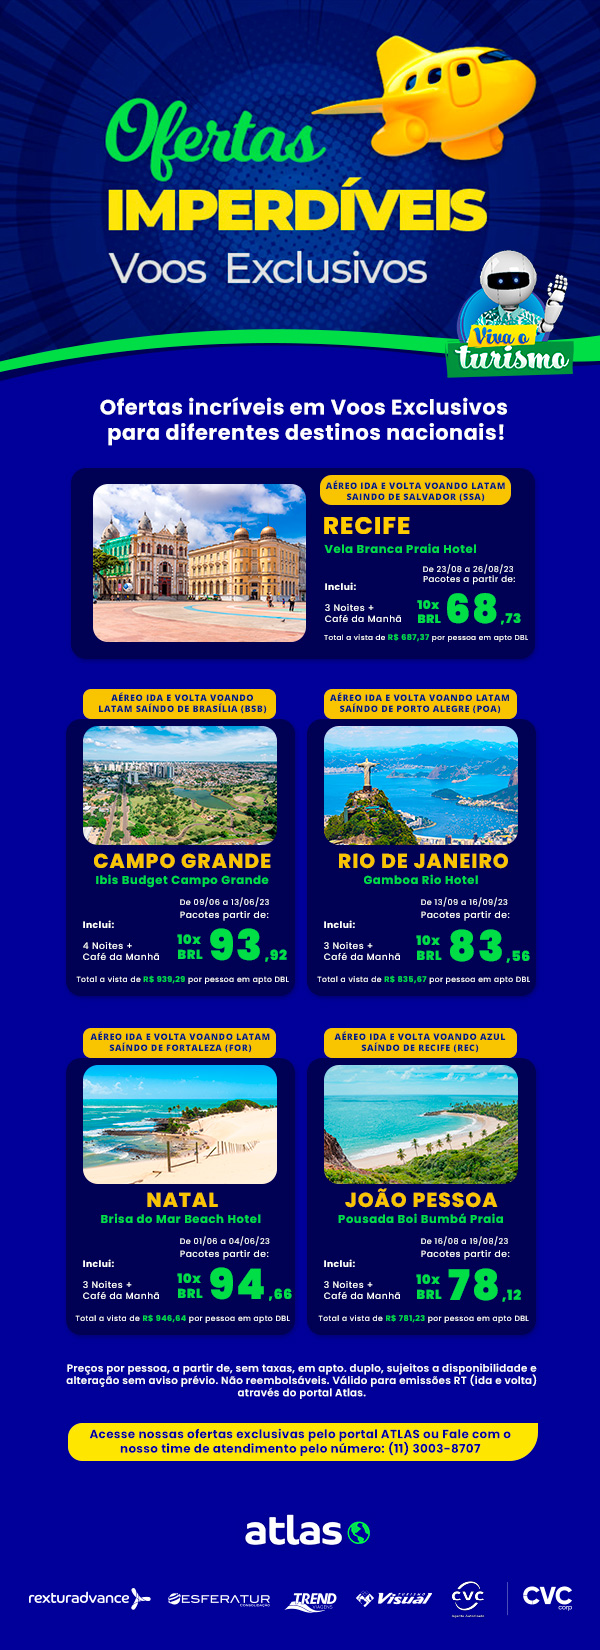 Ofertas
IMPERDÍVEIS
Voos Exclusivos
Viva o
turismo
Ofertas incríveis em Voos Exclusivos
para diferentes destinos nacionais!
AÉREO IDA E VOLTA VOANDO LATAM
SAINDO DE SALVADOR (SSA)
RECIFE
Vela Branca Praia Hotel
De 23/08 a 26/08/23
Pacotes a partir de:
Inclui:
3 Noites +
Café da Manhã
10x
BRL 68,73
Total a vista de R$ 687,37 por pessoa em apto DBL
AÉREO IDA E VOLTA VOANDO
LATAM SAÍNDO DE BRASÍLIA (BSB)
CAMPO GRANDE
Ibis Budget Campo Grande
De 09/06 a 13/06/23
Pacotes partir de:
Inclui:
4 Noites +
Café da Manhã
10x
BRL 93,92
Total a vista de R$ 939,29 por pessoa em apto DBL
AÉREO IDA E VOLTA VOANDO LATAM
SAÍNDO DE PORTO ALEGRE (POA)
RIO DE JANEIRO
Gamboa Rio Hotel
De 13/09 a 16/09/23
Pacotes partir de:
Inclui:
3 Noites +
Café da Manhã
10x
BRL 83,56
Total a vista de R$ 835,67 por pessoa em apto DBL
AÉREO IDA E VOLTA VOANDO LATAM
SAÍNDO DE FORTALEZA (FOR)
NATAL
Brisa do Mar Beach Hotel
De 01/06 a 04/06/23
Pacotes partir de:
Inclui:
3 Noites +
Café da Manhã
10x
BRL 94,66
Total a vista de R$ 946,64 por pessoa em apto DBL
AÉREO IDA E VOLTA VOANDO AZUL
SAÍNDO DE RECIFE (REC)
JOÃO PESSOA
Pousada Boi Bumbá Praia
De 16/08 a 19/08/23
Pacotes partir de:
Inclui:
3 Noites +
Café da Manhã
10x
BRL 78,12
Total a vista de R$ 781,23 por pessoa em apto DBL
Preços por pessoa, a partir de, sem taxas, em apto. duplo, sujeitos a disponibilidade e
alteração sem aviso prévio. Não reembolsáveis. Válido para emissões RT (ida e volta)
através do portal Atlas.
Acesse nossas ofertas exclusivas pelo portal ATLAS ou Fale com o
nosso time de atendimento pelo número: (11) 3003-8707
atlas
rexturadvance
ESFERATUR
CONSOLIDAÇÃO
TREND
VIAGENS
TURISMO
Visual
CVC
Agente Autorizado
CVC
corp